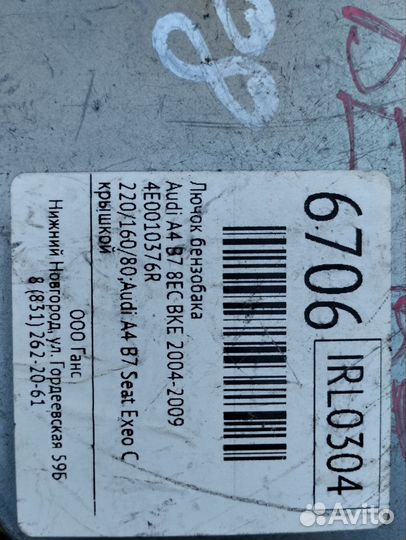 98
6706 IRL0304
Лючок бензобака
Audi A4 B7 8EC BKE 2004-2009
4E0010376R
220/160/80;Audi A4 B7 Seat Exeo С
крышкой
ООО Ганс
Нижний Новгород, ул. Гордеевская 59Б
8 (831) 262-20-61
Avito